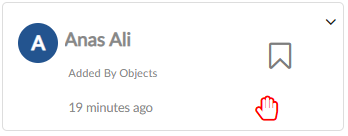 A
Anas Ali
Added By Objects
19 minutes ago